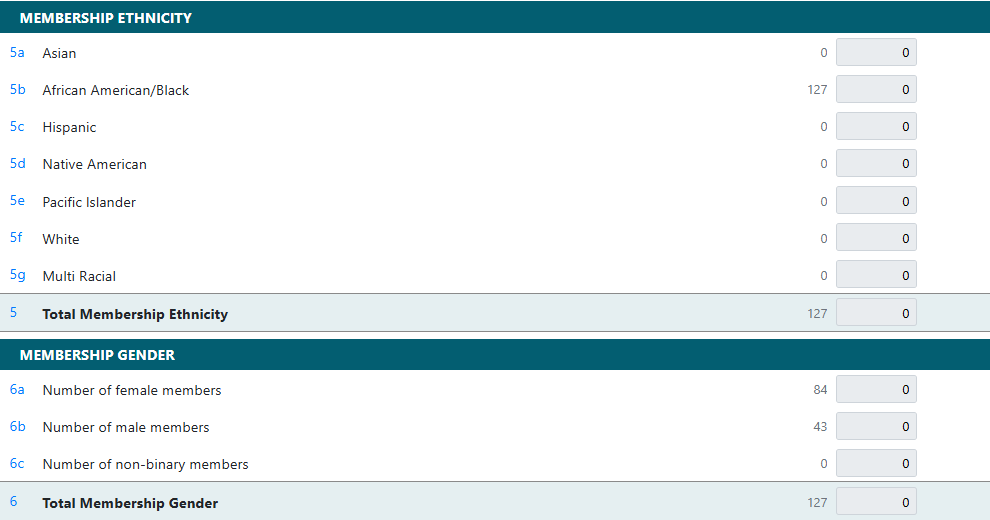 MEMBERSHIP ETHNICITY
5a Asian 0 0
5b African American/Black 127 0
5c Hispanic 0 0
5d Native American 0 0
5e Pacific Islander 0 0
5f White 0 0
5g Multi Racial 0 0
5 Total Membership Ethnicity 127 0
MEMBERSHIP GENDER
6a Number of female members 84 0
6b Number of male members 43 0
6c Number of non-binary members 0 0
6 Total Membership Gender 127 0